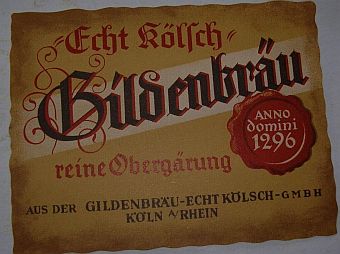 "Echt Kölsch"
Gildenbräu
ANNO
domini
1296
reine Obergärung
AUS DER GILDENBRÄU-ECHT KÖLSCH-GMBH
KÖLN A/RHEIN